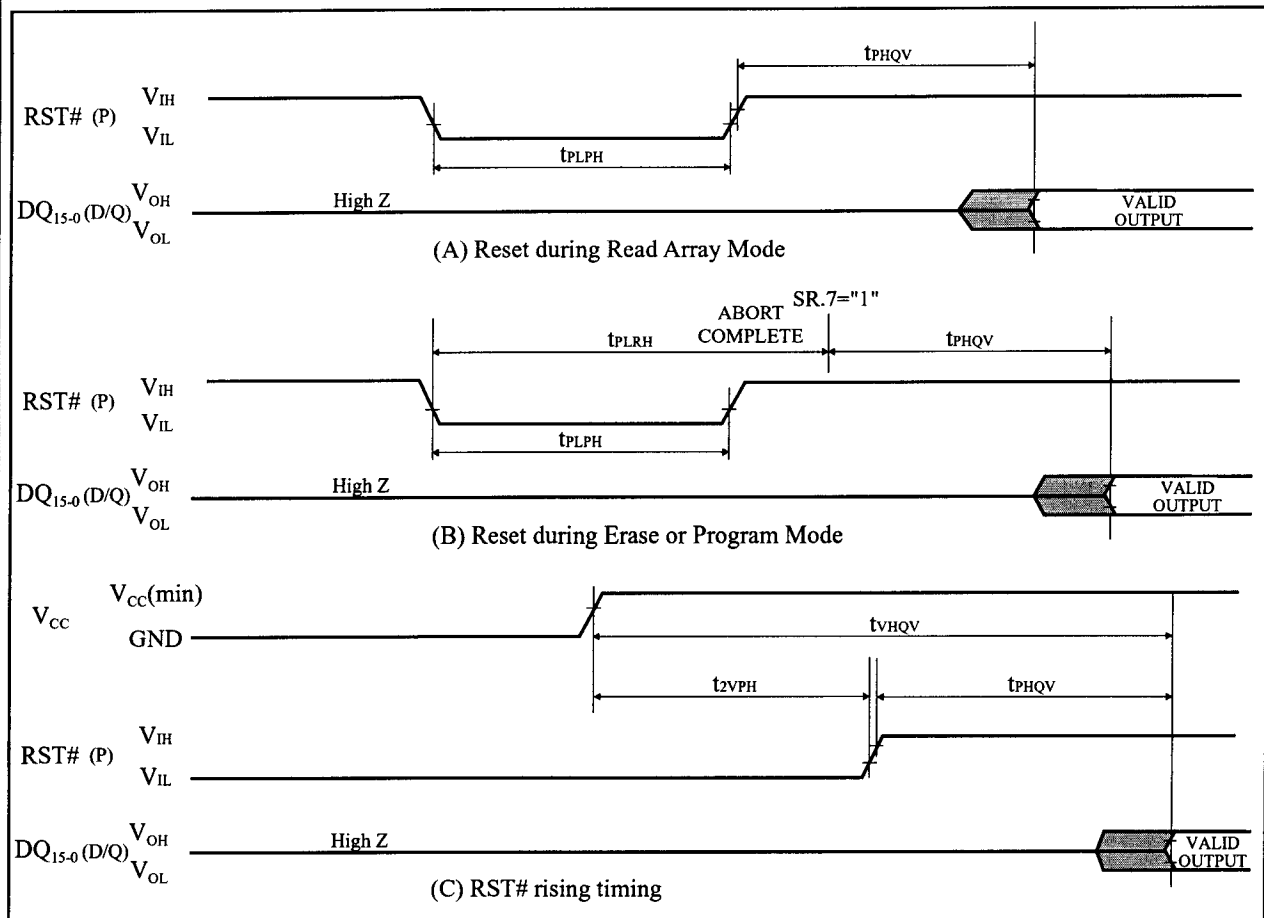 tPHQV
RST# (P)
VIH
VIL
tPLPH
DQ15-0 (D/Q)
VOH
VOL
High Z
VALID
OUTPUT
(A) Reset during Read Array Mode
SR.7="1"
ABORT
COMPLETE
tPLRH
tPHQV
RST# (P)
VIH
VIL
tPLPH
DQ15-0 (D/Q)
VOH
VOL
High Z
VALID
OUTPUT
(B) Reset during Erase or Program Mode
VCC
VCC(min)
GND
tVHQV
t2VPH
tPHQV
RST# (P)
VIH
VIL
DQ15-0 (D/Q)
VOH
VOL
High Z
VALID
OUTPUT
(C) RST# rising timing